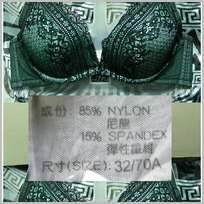 成份: 85% NYLON
尼龍
15% SPANDEX
彈性纖維
尺寸(SIZE): 32/70A